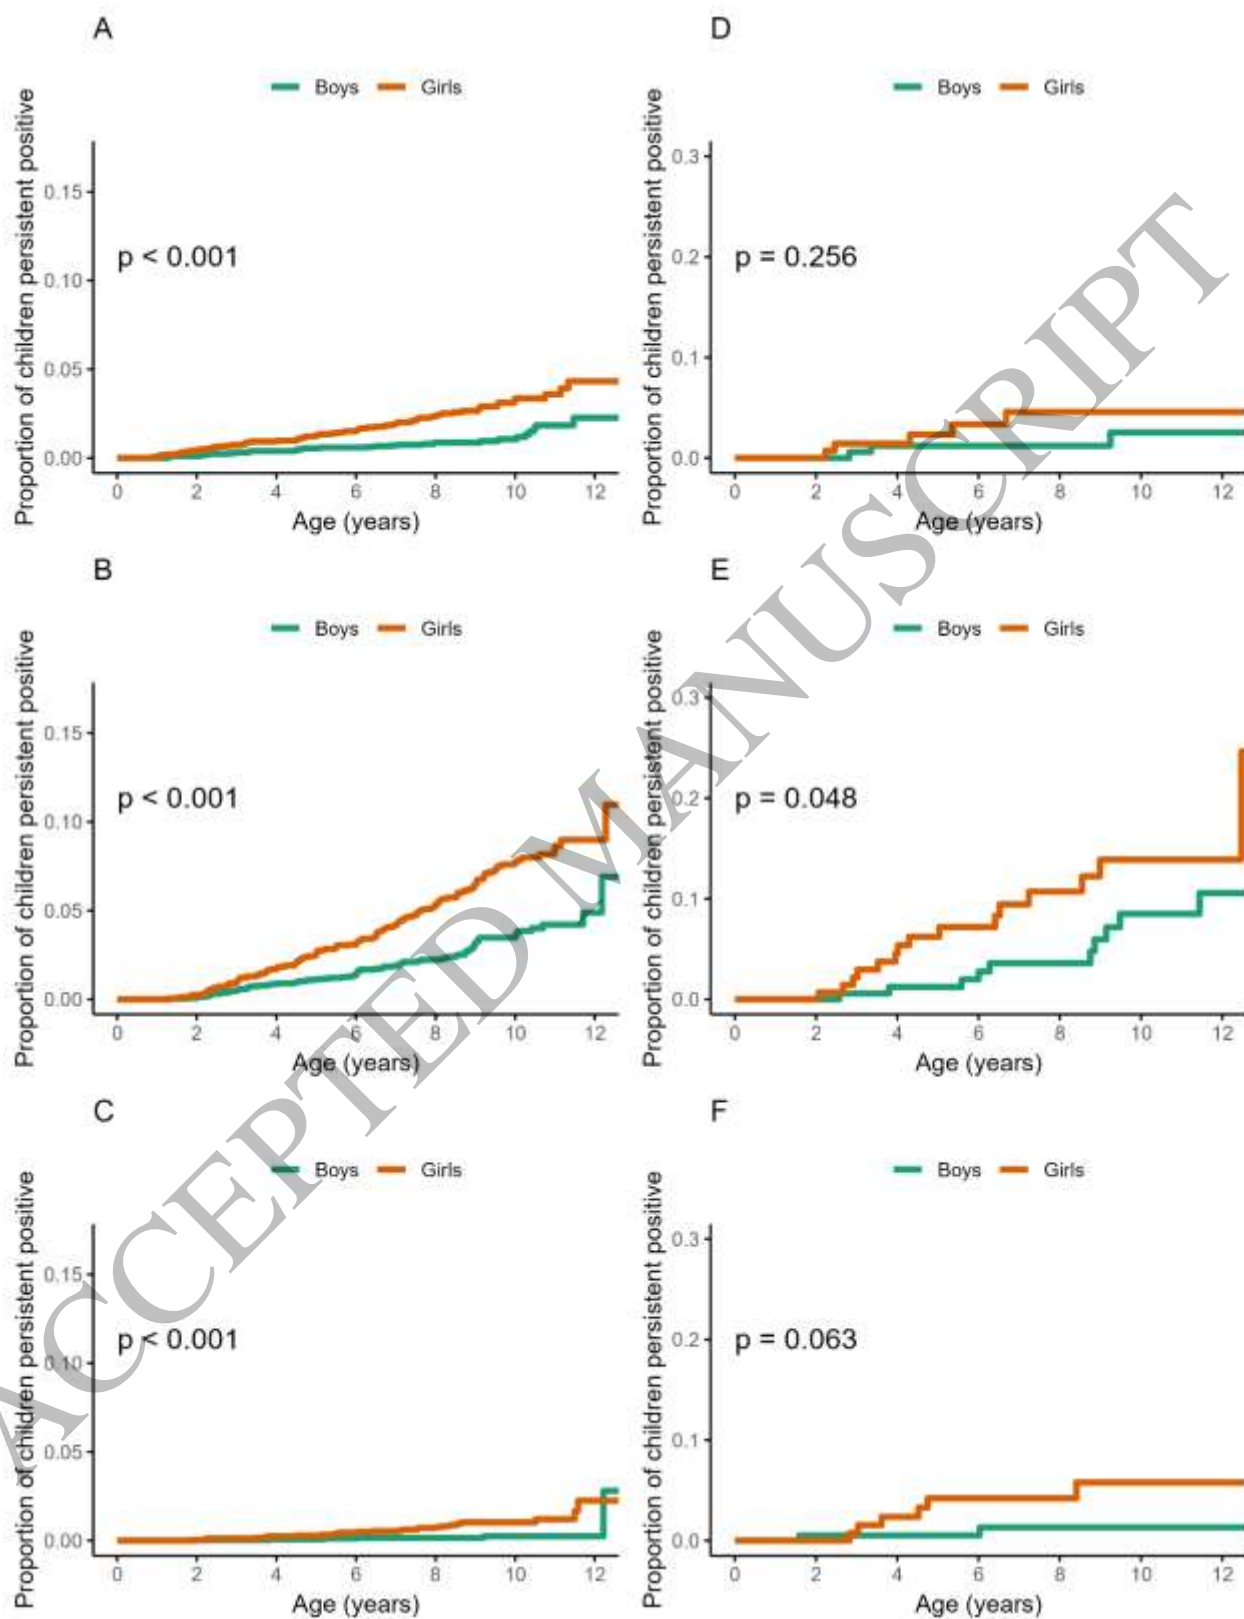 A
Boys Girls
Proportion of children persistent positive
0.15
0.10
0.05
0.00
p < 0.001
0 2 4 6 8 10 12
Age (years)
D
Boys Girls
Proportion of children persistent positive
0.3
0.2
0.1
0.0
p = 0.256
0 2 4 6 8 10 12
Age (years)
B
Boys Girls
Proportion of children persistent positive
0.15
0.10
0.05
0.00
p < 0.001
0 2 4 6 8 10 12
Age (years)
E
Boys Girls
Proportion of children persistent positive
0.3
0.2
0.1
0.0
p = 0.048
0 2 4 6 8 10 12
Age (years)
C
Boys Girls
Proportion of children persistent positive
0.15
0.10
0.05
0.00
p < 0.001
0 2 4 6 8 10 12
Age (years)
F
Boys Girls
Proportion of children persistent positive
0.3
0.2
0.1
0.0
p = 0.063
0 2 4 6 8 10 12
Age (years)
ACCEPTED MANUSCRIPT